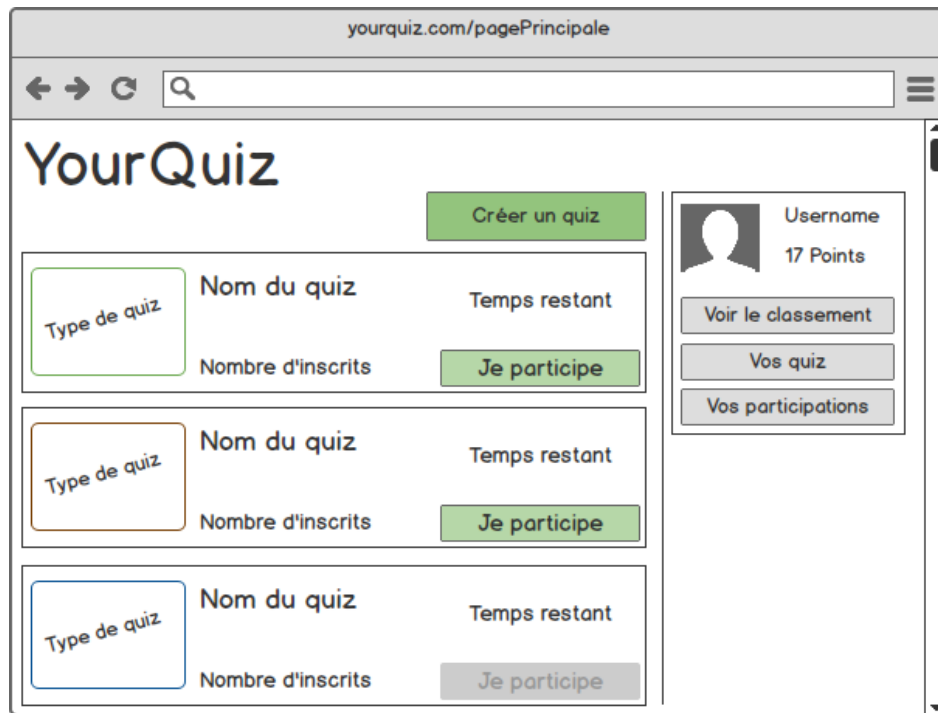 yourquiz.com/pagePrincipale
YourQuiz
Créer un quiz
Type de quiz
Nom du quiz
Temps restant
Nombre d'inscrits
Je participe
Type de quiz
Nom du quiz
Temps restant
Nombre d'inscrits
Je participe
Type de quiz
Nom du quiz
Temps restant
Nombre d'inscrits
Je participe
Username
17 Points
Voir le classement
Vos quiz
Vos participations